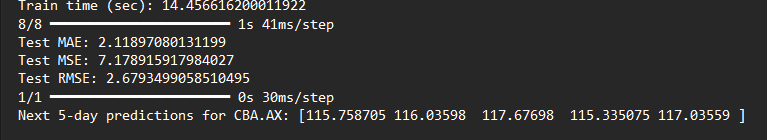 Train time (sec): 14.456616200011922
8/8 ━━━━━━━━━━━━━━━━━━━━ 1s 41ms/step
Test MAE: 2.11897080131199
Test MSE: 7.178915917984027
Test RMSE: 2.6793499058510495
1/1 ━━━━━━━━━━━━━━━━━━━━ 0s 30ms/step
Next 5-day predictions for CBA.AX: [115.758705 116.03598  117.67698  115.335075 117.03559 ]